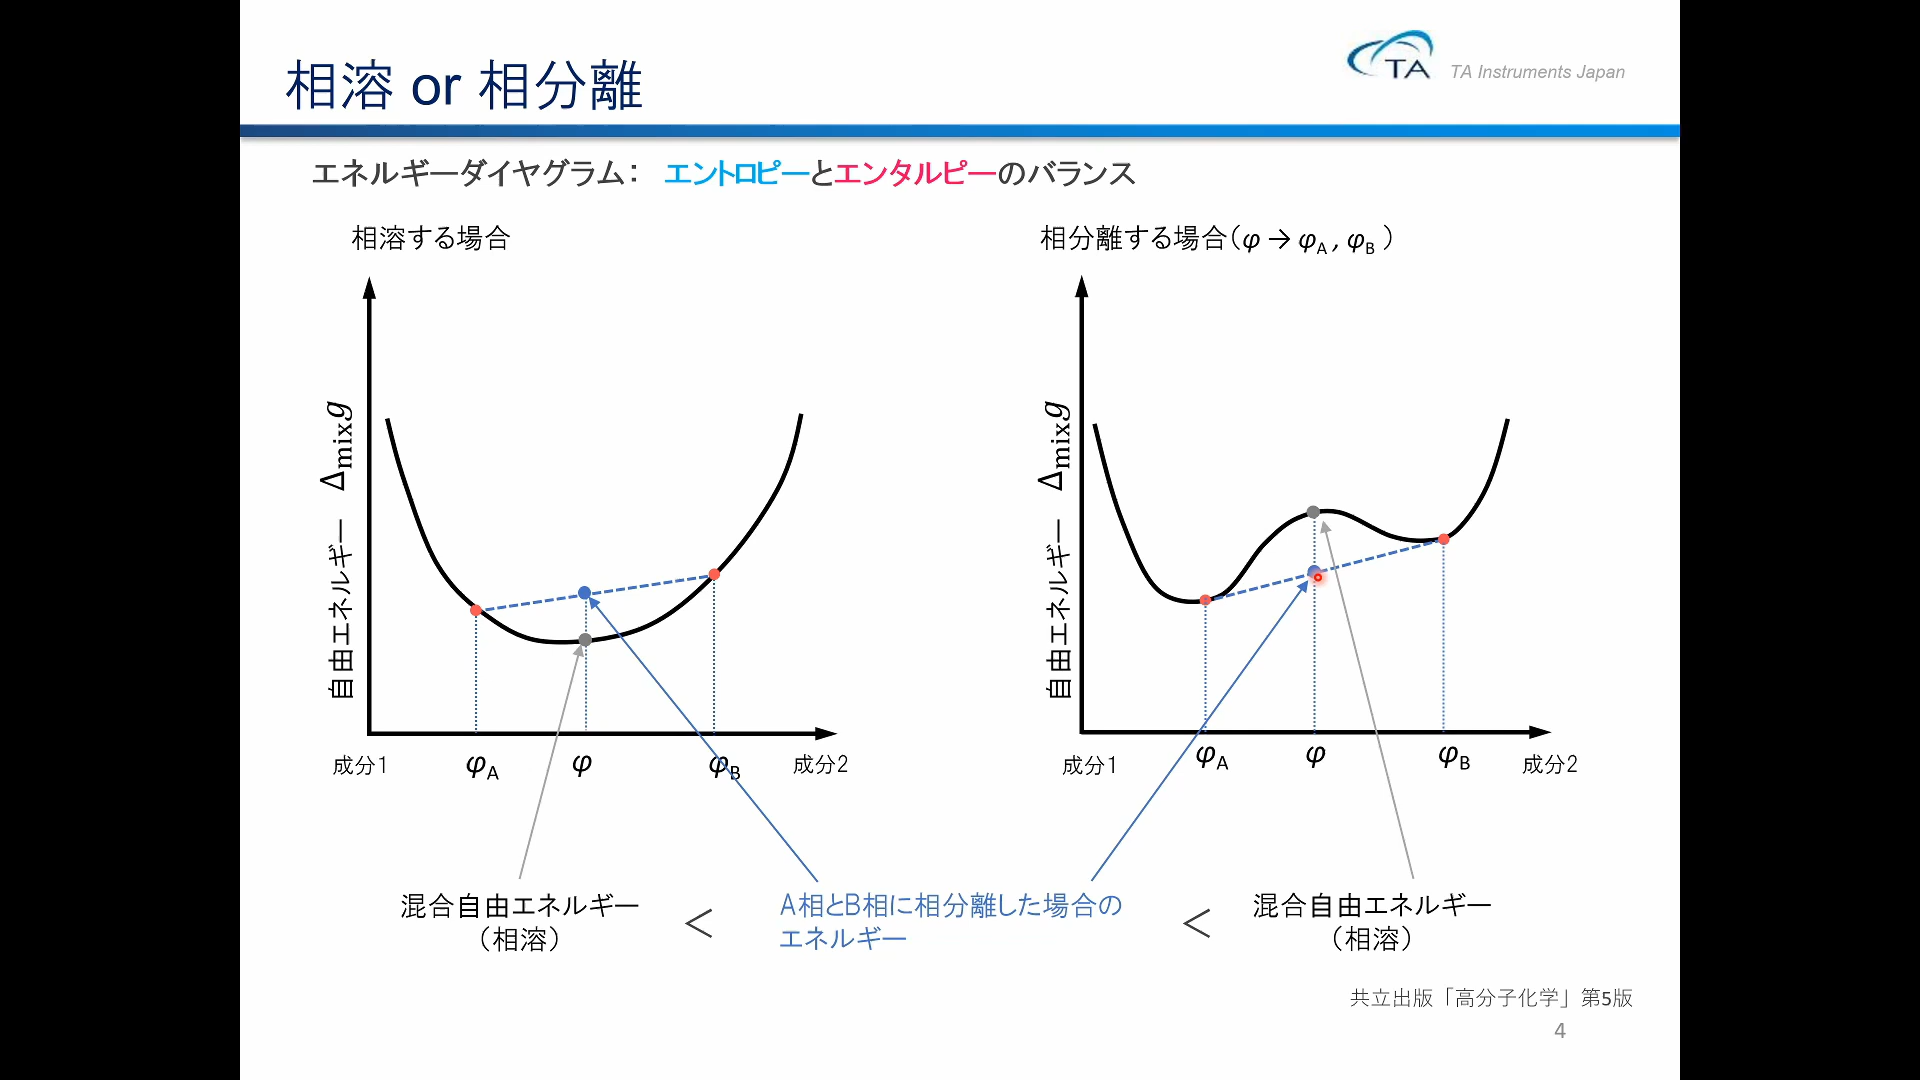 相溶 or 相分離
TA
TA Instruments Japan
エネルギーダイヤグラム： エントロピーとエンタルピーのバランス
相溶する場合
自由エネルギー Δmixg
成分1
φA
φ
φB
成分2
相分離する場合(φ → φA , φB )
自由エネルギー Δmixg
成分1
φA
φ
φB
成分2
混合自由エネルギー
（相溶）
＜
A相とB相に相分離した場合の
エネルギー
＜
混合自由エネルギー
（相溶）
共立出版「高分子化学」第5版
4